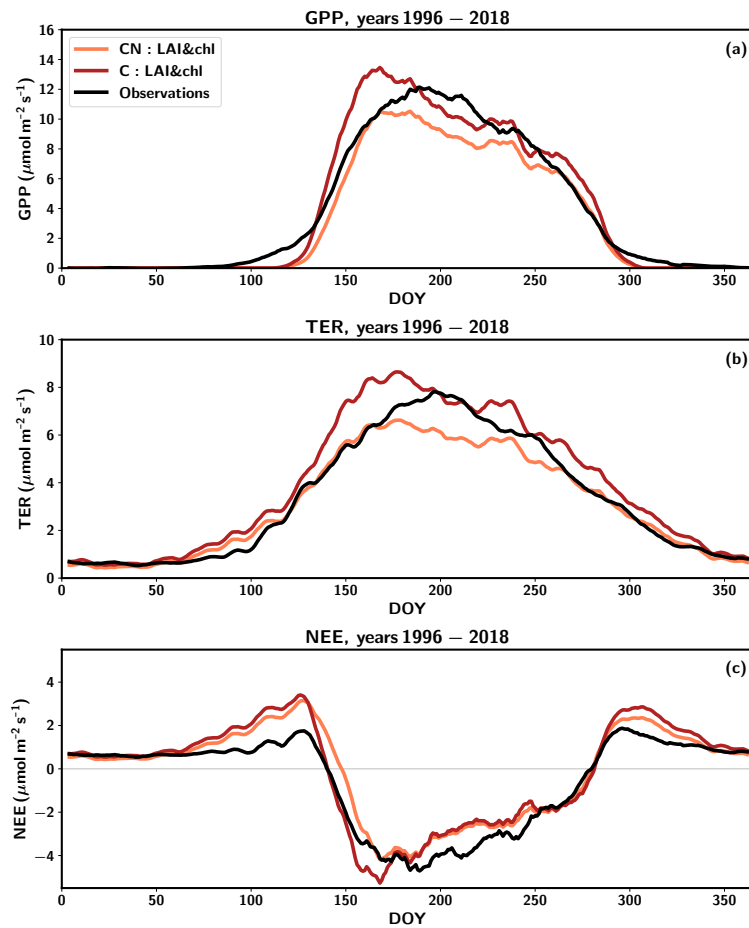 GPP, years 1996 − 2018
16
14
12
10
8
6
4
2
0
GPP (μmol m⁻² s⁻¹)
CN : LAI&chl
C : LAI&chl
Observations
(a)
0 50 100 150 200 250 300 350
DOY
TER, years 1996 − 2018
10
8
6
4
2
0
TER (μmol m⁻² s⁻¹)
(b)
0 50 100 150 200 250 300 350
DOY
NEE, years 1996 − 2018
4
2
0
−2
−4
NEE (μmol m⁻² s⁻¹)
(c)
0 50 100 150 200 250 300 350
DOY